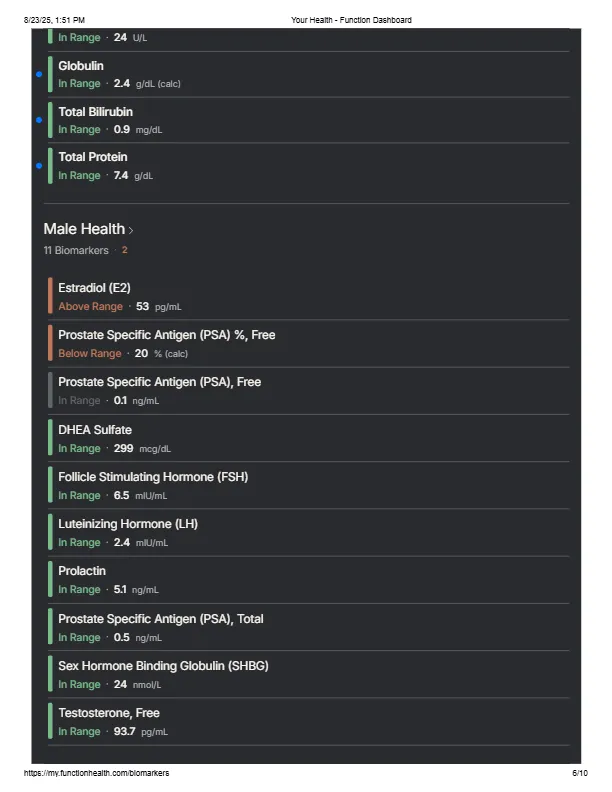 8/23/25, 1:51 PM Your Health - Function Dashboard
In Range · 24 U/L
Globulin
In Range · 2.4 g/dL (calc)
Total Bilirubin
In Range · 0.9 mg/dL
Total Protein
In Range · 7.4 g/dL
Male Health >
11 Biomarkers · 2
Estradiol (E2)
Above Range · 53 pg/mL
Prostate Specific Antigen (PSA) %, Free
Below Range · 20 % (calc)
Prostate Specific Antigen (PSA), Free
In Range · 0.1 ng/mL
DHEA Sulfate
In Range · 299 mcg/dL
Follicle Stimulating Hormone (FSH)
In Range · 6.5 mIU/mL
Luteinizing Hormone (LH)
In Range · 2.4 mIU/mL
Prolactin
In Range · 5.1 ng/mL
Prostate Specific Antigen (PSA), Total
In Range · 0.5 ng/mL
Sex Hormone Binding Globulin (SHBG)
In Range · 24 nmol/L
Testosterone, Free
In Range · 93.7 pg/mL
https://my.functionhealth.com/biomarkers 6/10